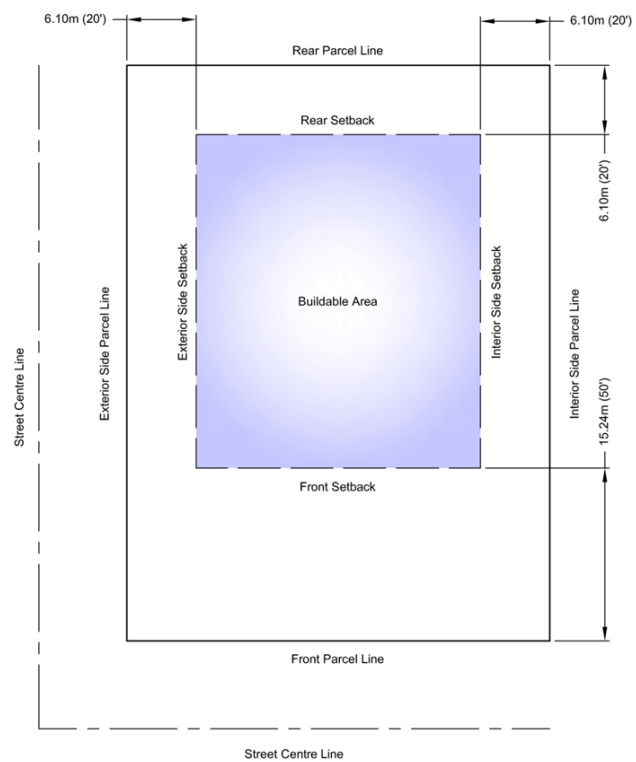 6.10m (20')
6.10m (20')
Rear Parcel Line
Rear Setback
6.10m (20')
Exterior Side Setback
Interior Side Setback
Buildable Area
Exterior Side Parcel Line
Interior Side Parcel Line
Street Centre Line
15.24m (50')
Front Setback
Front Parcel Line
Street Centre Line